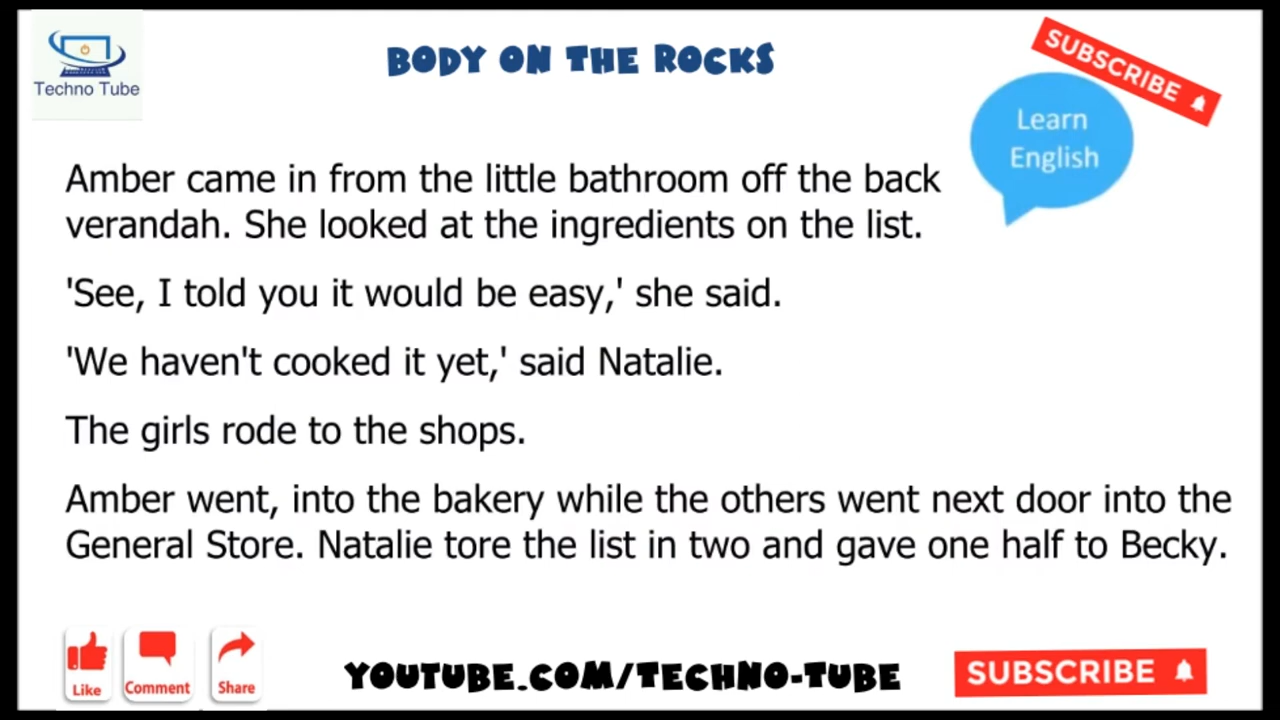 Techno Tube
BODY ON THE ROCKS
SUBSCRIBE
Learn
English
Amber came in from the little bathroom off the back
verandah. She looked at the ingredients on the list.
'See, I told you it would be easy,' she said.
'We haven't cooked it yet,' said Natalie.
The girls rode to the shops.
Amber went, into the bakery while the others went next door into the
General Store. Natalie tore the list in two and gave one half to Becky.
Like
Comment
Share
YOUTUBE.COM/TECHNO-TUBE
SUBSCRIBE